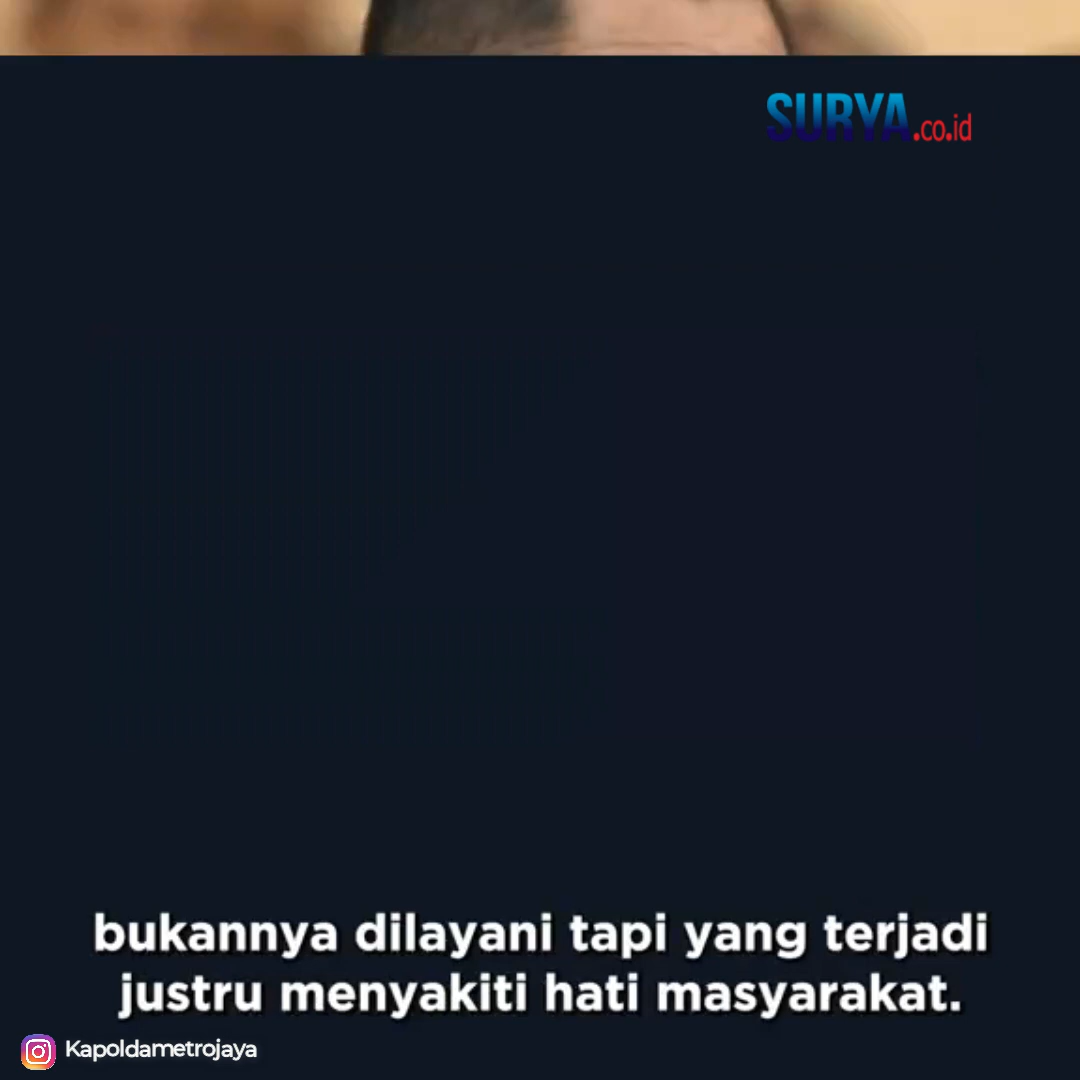 SURYA.co.id
bukannya dilayani tapi yang terjadi
justru menyakiti hati masyarakat.
Kapoldametrojaya